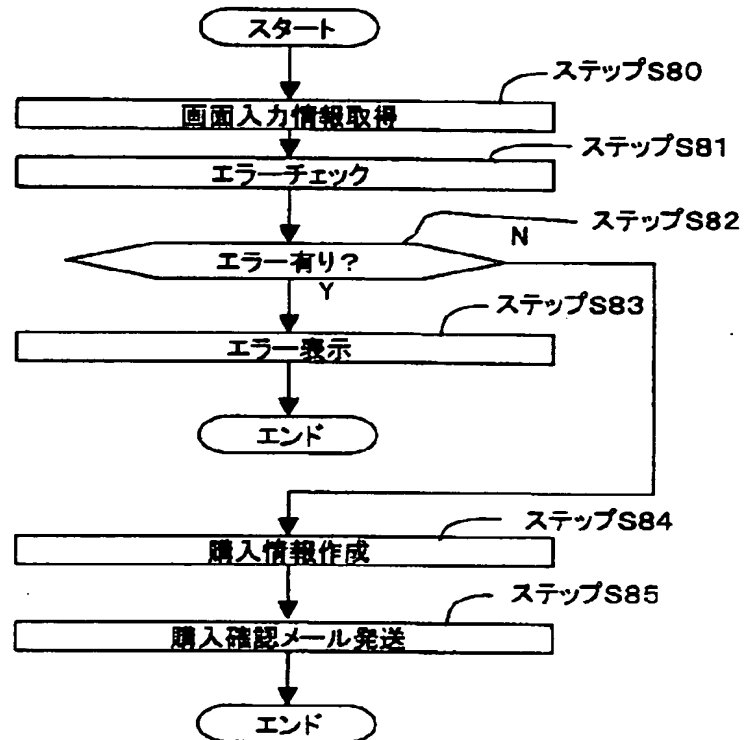 スタート
ステップS80
画面入力情報取得
ステップS81
エラーチェック
ステップS82
N
エラー有り?
Y
ステップS83
エラー表示
エンド
ステップS84
購入情報作成
ステップS85
購入確認メール発送
エンド